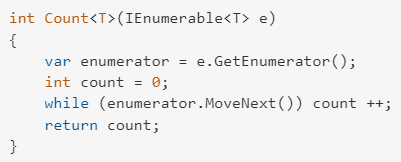 int Count<T>(IEnumerable<T> e)
{
    var enumerator = e.GetEnumerator();
    int count = 0;
    while (enumerator.MoveNext()) count ++;
    return count;
}